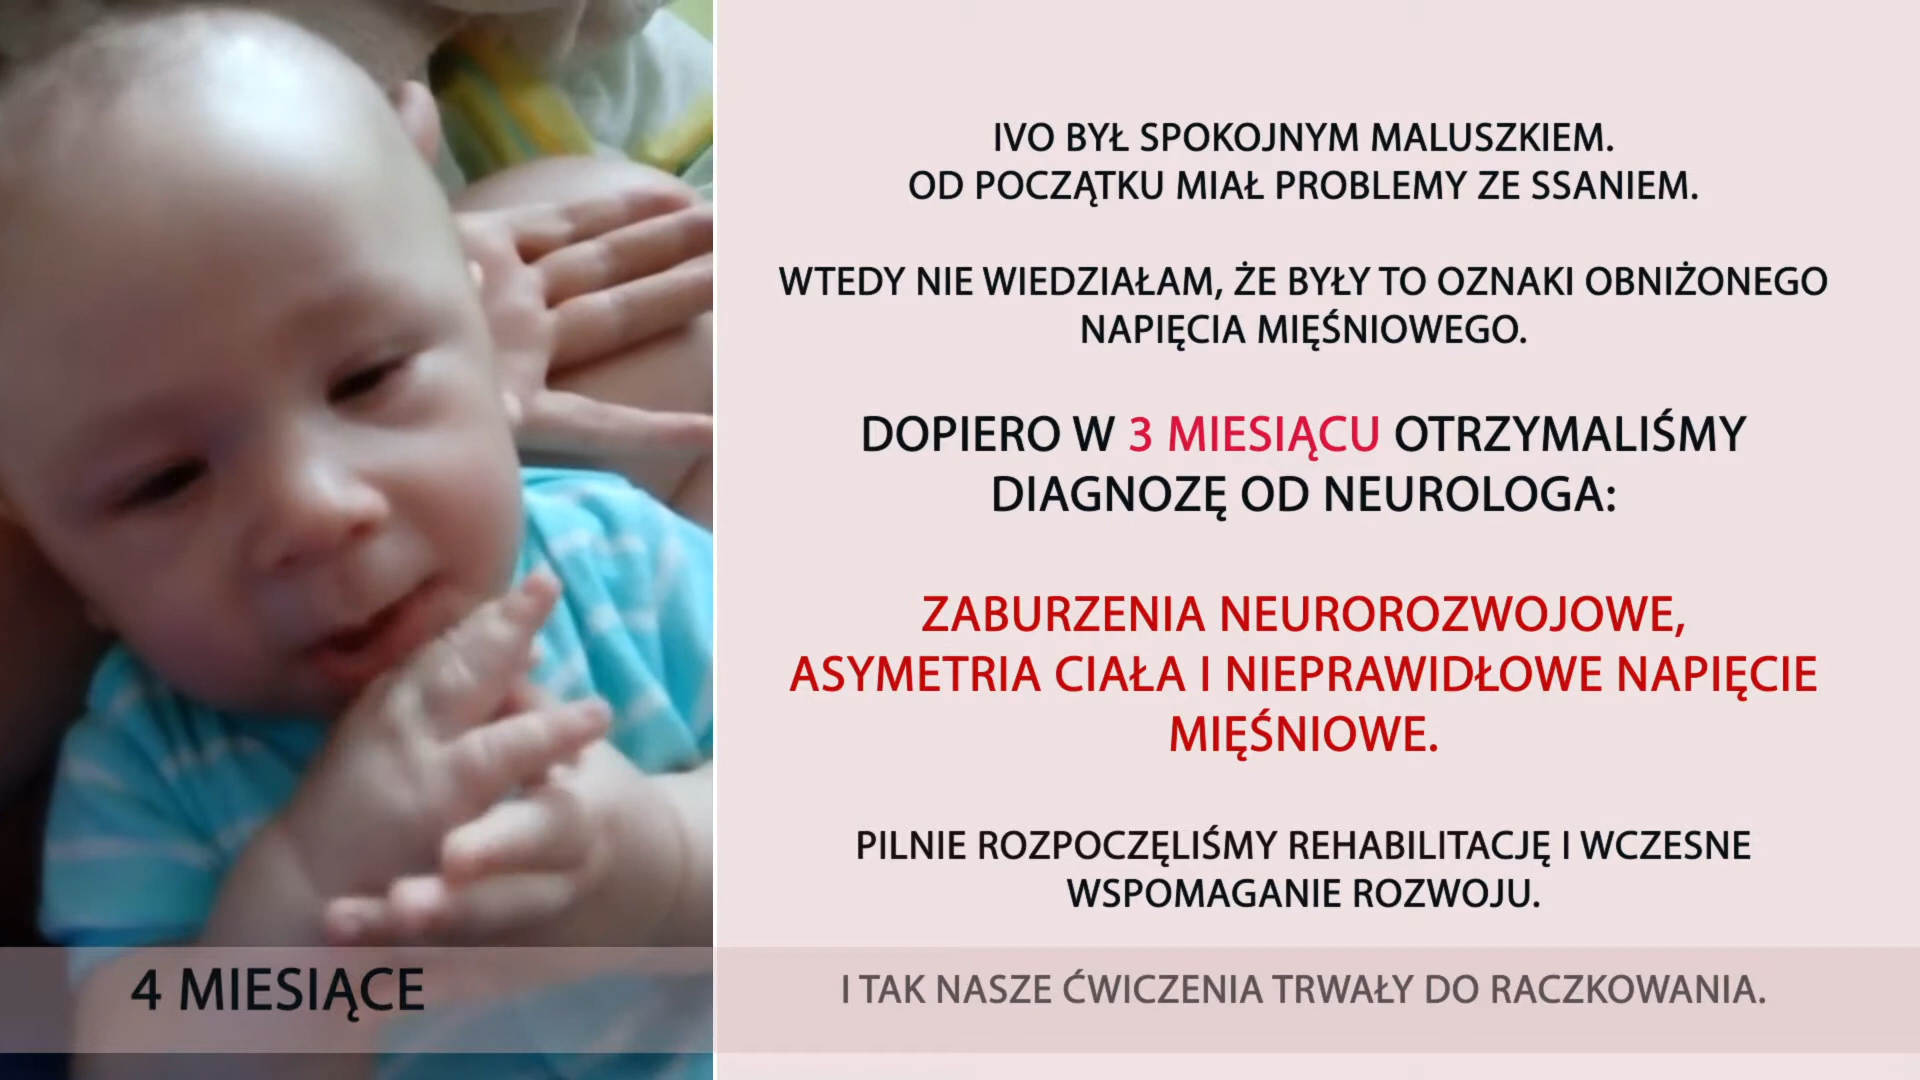 IVO BYŁ SPOKOJNYM MALUSZKIEM.
OD POCZĄTKU MIAŁ PROBLEMY ZE SSANIEM.
WTEDY NIE WIEDZIAŁAM, ŻE BYŁY TO OZNAKI OBNIŻONEGO
NAPIĘCIA MIĘŚNIOWEGO.
DOPIERO W 3 MIESIĄCU OTRZYMALIŚMY
DIAGNOZĘ OD NEUROLOGA:
ZABURZENIA NEUROROZWOJOWE,
ASYMETRIA CIAŁA I NIEPRAWIDŁOWE NAPIĘCIE
MIĘŚNIOWE.
PILNIE ROZPOCZĘLIŚMY REHABILITACJĘ I WCZESNE
WSPOMAGANIE ROZWOJU.
I TAK NASZE ĆWICZENIA TRWAŁY DO RACZKOWANIA.
4 MIESIĄCE